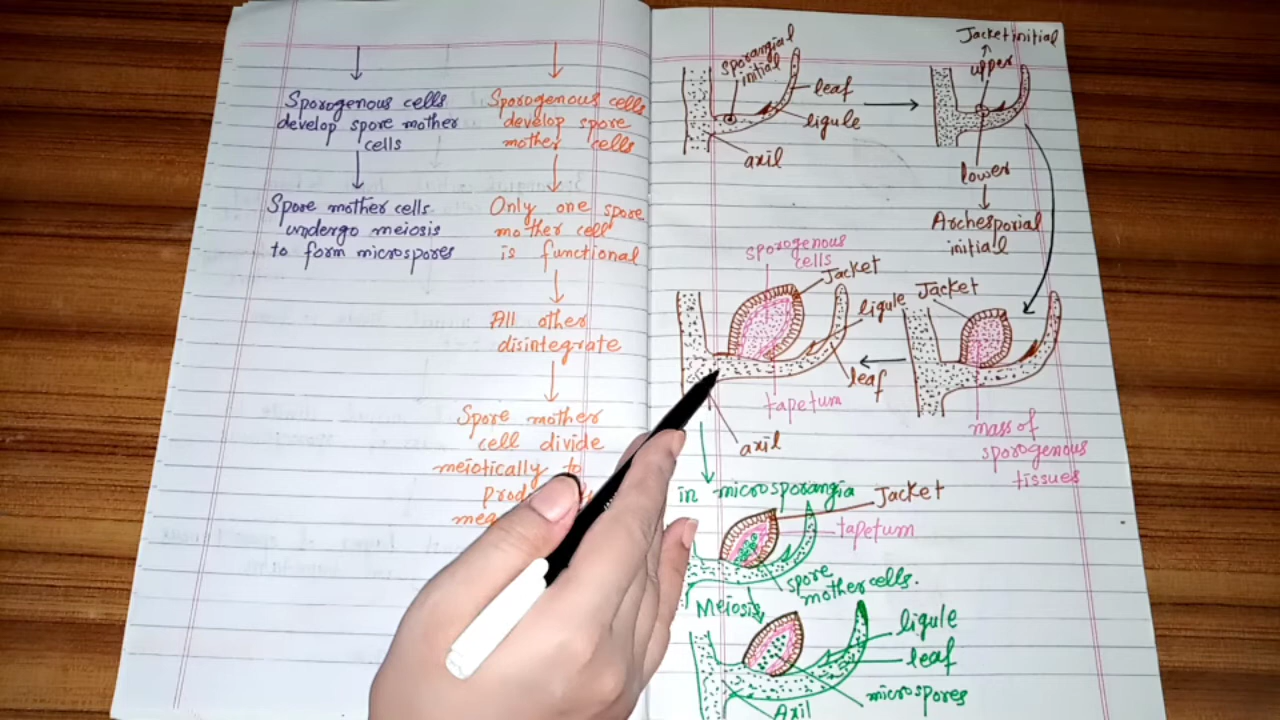 Sporogenous cells
develop spore mother
cells
Spore mother cells
undergo meiosis
to form microspores
Sporogenous cells
develop spore
mother cells
Only one spore
mother cell
is functional
All other
disintegrate
Spore mother
cell divide
meiotically to
sporangial
initial
leaf
ligule
axil
Jacket initial
upper
lower
Archesporial
initial
sporogenous
cells
Jacket
ligule
leaf
tapetum
axil
Jacket
mass of
sporogenous
tissues
in microsporangia
Jacket
tapetum
spore
mother cells.
Meiosis
ligule
leaf
microspores
Axil